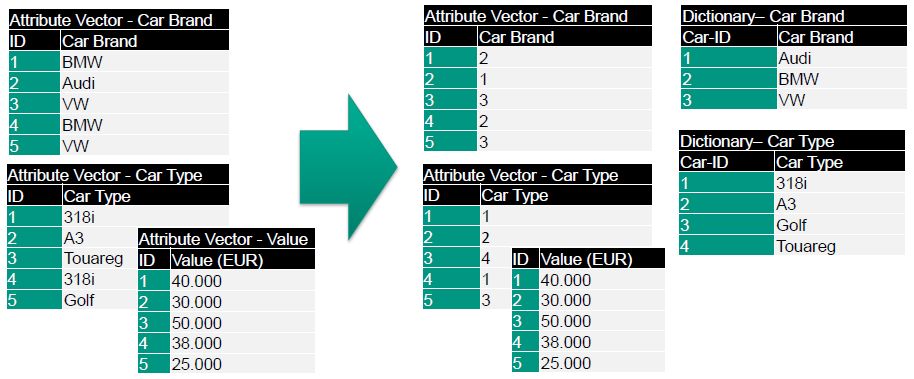 Attribute Vector - Car Brand
ID Car Brand
1 BMW
2 Audi
3 VW
4 BMW
5 VW
Attribute Vector - Car Type
ID Car Type
1 318i
2 A3
3 Touareg
4 318i
5 Golf
Attribute Vector - Value
ID Value (EUR)
1 40.000
2 30.000
3 50.000
4 38.000
5 25.000
Attribute Vector - Car Brand
ID Car Brand
1 2
2 1
3 3
4 2
5 3
Attribute Vector - Car Type
ID Car Type
1 1
2 2
3 4
4 1
5 3
ID Value (EUR)
1 40.000
2 30.000
3 50.000
4 38.000
5 25.000
Dictionary– Car Brand
Car-ID Car Brand
1 Audi
2 BMW
3 VW
Dictionary– Car Type
Car-ID Car Type
1 318i
2 A3
3 Golf
4 Touareg